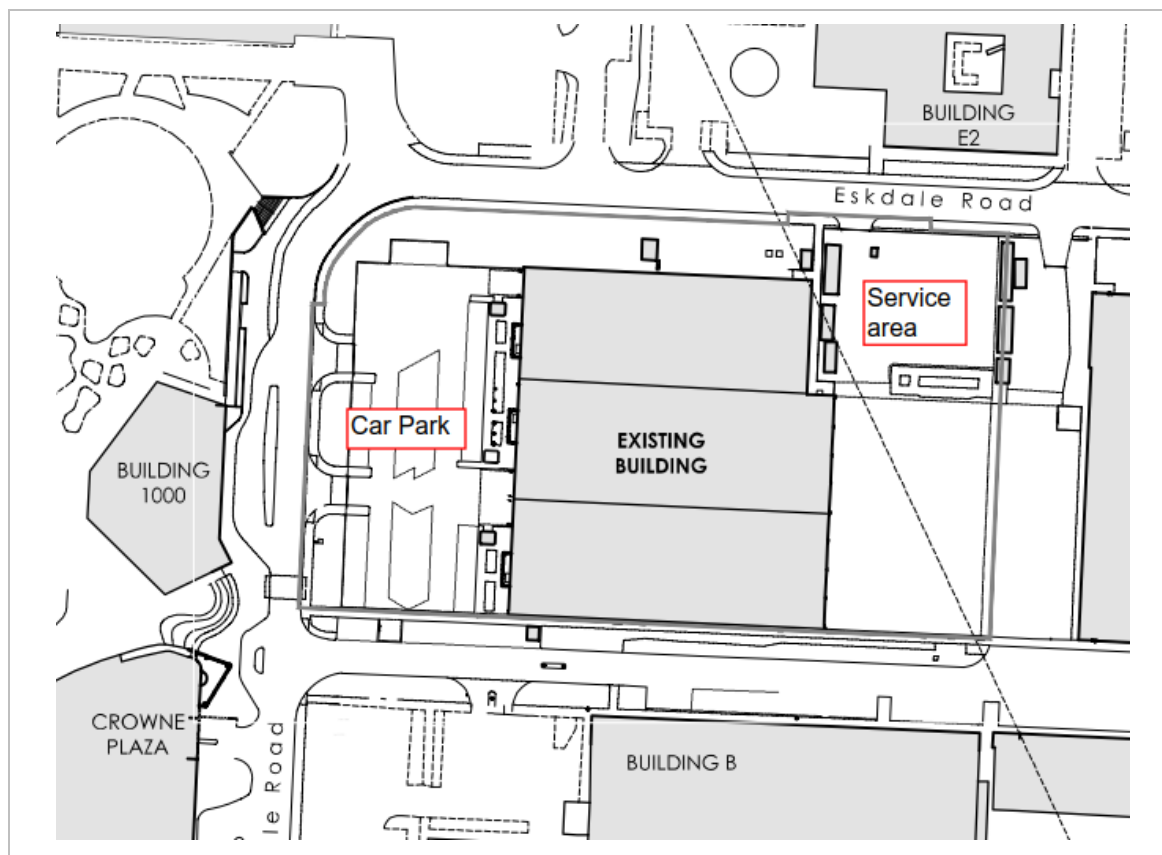 BUILDING
E2
Eskdale Road
Service
area
Car Park
EXISTING
BUILDING
BUILDING
1000
CROWNE
PLAZA
BUILDING B
le Road